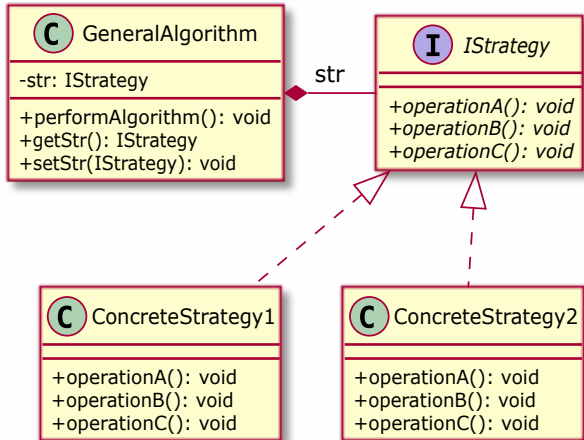 C GeneralAlgorithm
-str: IStrategy
+performAlgorithm(): void
+getStr(): IStrategy
+setStr(IStrategy): void
str
I IStrategy
+operationA(): void
+operationB(): void
+operationC(): void
C ConcreteStrategy1
+operationA(): void
+operationB(): void
+operationC(): void
C ConcreteStrategy2
+operationA(): void
+operationB(): void
+operationC(): void